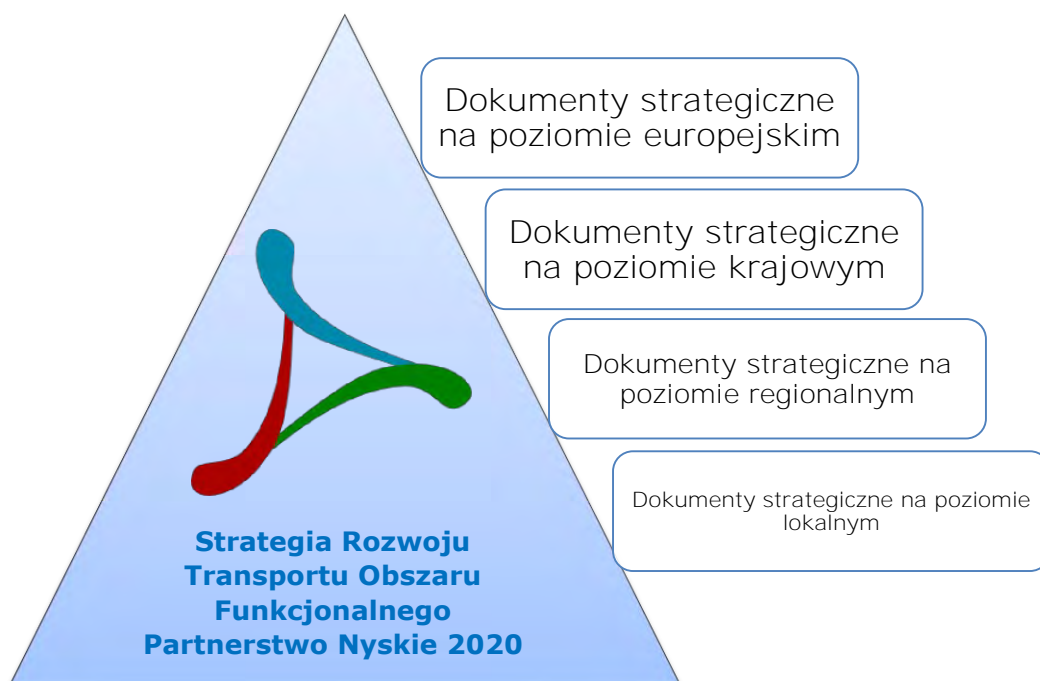 Dokumenty strategiczne
na poziomie europejskim
Dokumenty strategiczne
na poziomie krajowym
Dokumenty strategiczne na
poziomie regionalnym
Dokumenty strategiczne na poziomie
lokalnym
Strategia Rozwoju
Transportu Obszaru
Funkcjonalnego
Partnerstwo Nyskie 2020